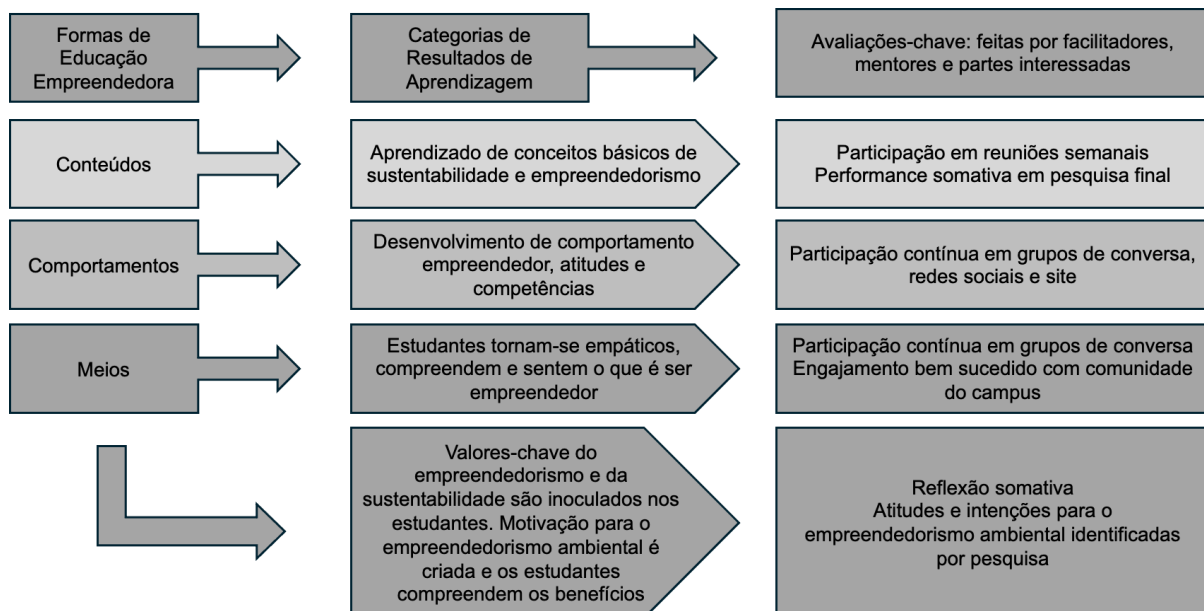 Formas de
Educação
Empreendedora
Categorias de
Resultados de
Aprendizagem
Avaliações-chave: feitas por facilitadores,
mentores e partes interessadas
Conteúdos
Aprendizado de conceitos básicos de
sustentabilidade e empreendedorismo
Participação em reuniões semanais
Performance somativa em pesquisa final
Comportamentos
Desenvolvimento de comportamento
empreendedor, atitudes e
competências
Participação contínua em grupos de conversa,
redes sociais e site
Meios
Estudantes tornam-se empáticos,
compreendem e sentem o que é ser
empreendedor
Participação contínua em grupos de conversa
Engajamento bem sucedido com comunidade
do campus
Valores-chave do
empreendedorismo e da
sustentabilidade são inoculados nos
estudantes. Motivação para o
empreendedorismo ambiental é
criada e os estudantes
compreendem os benefícios
Reflexão somativa
Atitudes e intenções para o
empreendedorismo ambiental identificadas
por pesquisa